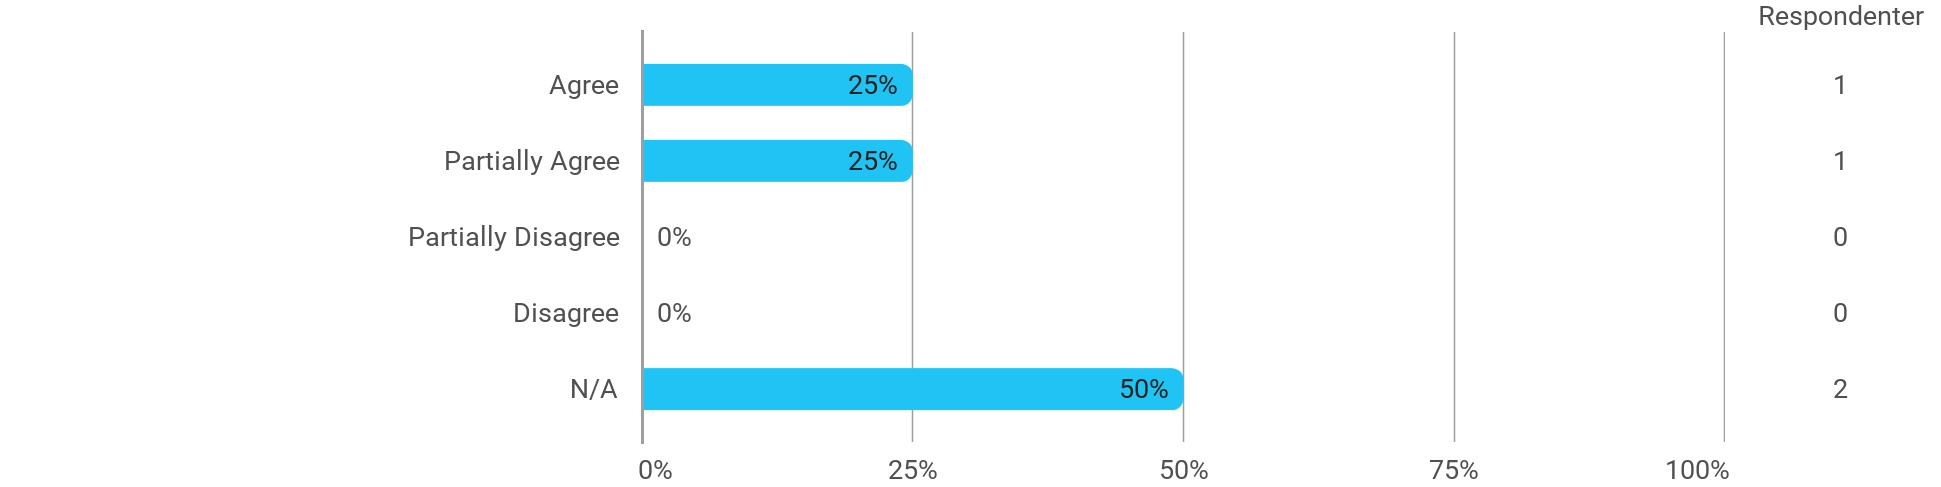 Respondenter
Agree 25% 1
Partially Agree 25% 1
Partially Disagree 0% 0
Disagree 0% 0
N/A 50% 2
0% 25% 50% 75% 100%